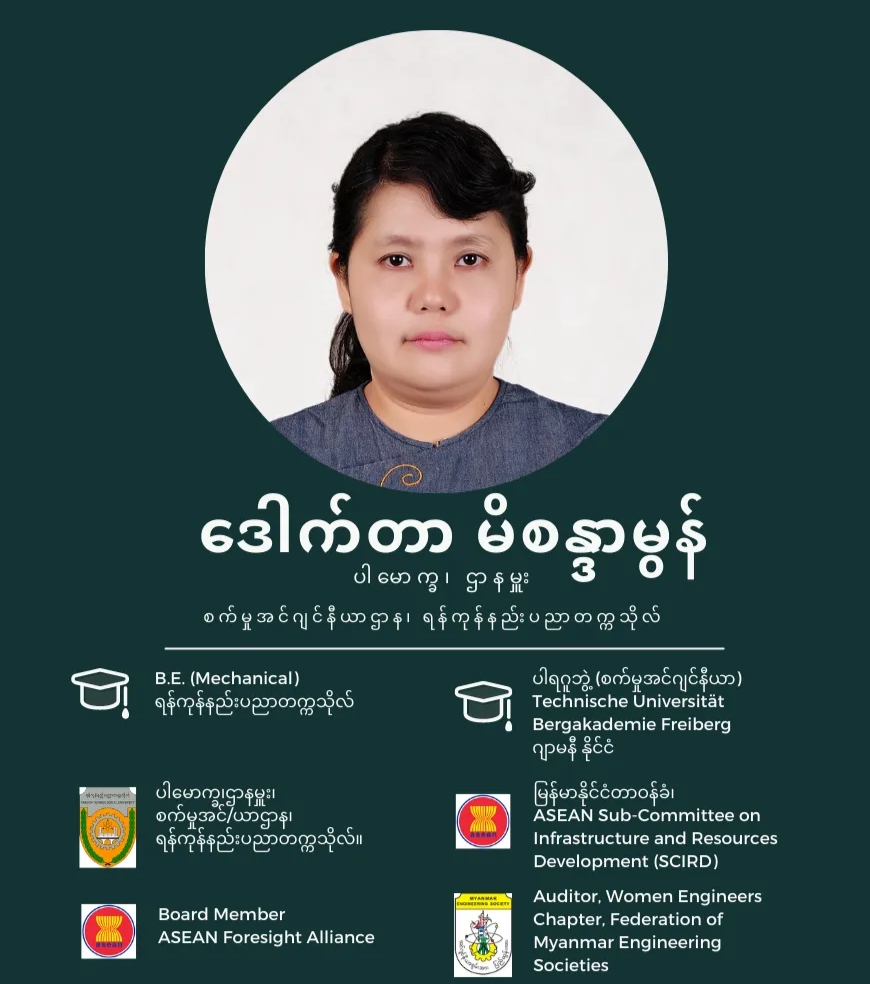 ဒေါက်တာ မိစန္ဒာမွန်
ပါမောက္ခ၊ ဌာနမှူး
စက်မှုအင်ဂျင်နီယာဌာန၊ ရန်ကုန်နည်းပညာတက္ကသိုလ်
B.E. (Mechanical)
ရန်ကုန်နည်းပညာတက္ကသိုလ်
ပါရဂူဘွဲ့ (စက်မှုအင်ဂျင်နီယာ)
Technische Universität
Bergakademie Freiberg
ဂျာမနီ နိုင်ငံ
ပါမောက္ခ၊ဌာနမှူး၊
စက်မှုအင်/ယာဌာန၊
ရန်ကုန်နည်းပညာတက္ကသိုလ်။
မြန်မာနိုင်ငံတာဝန်ခံ၊
ASEAN Sub-Committee on
Infrastructure and Resources
Development (SCIRD)
asean
Board Member
ASEAN Foresight Alliance
asean
Auditor, Women Engineers
Chapter, Federation of
Myanmar Engineering
Societies
MYANMAR
ENGINEERING SOCIETY